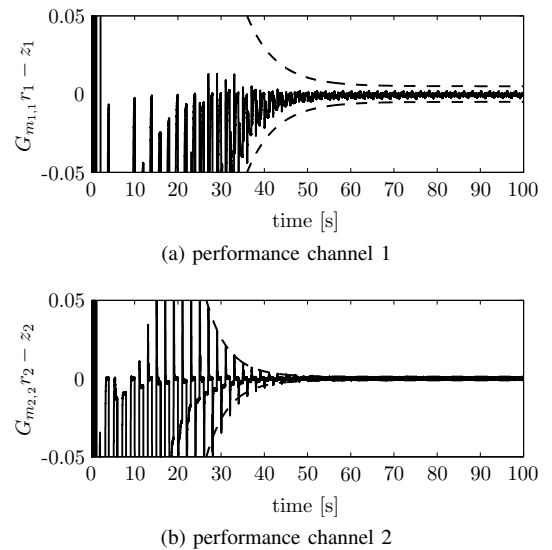 0.05
0
-0.05
G_{m_{1,1}}r_1 − z_1
0 10 20 30 40 50 60 70 80 90 100
time [s]
(a) performance channel 1
0.05
0
-0.05
G_{m_{2,2}}r_2 − z_2
0 10 20 30 40 50 60 70 80 90 100
time [s]
(b) performance channel 2